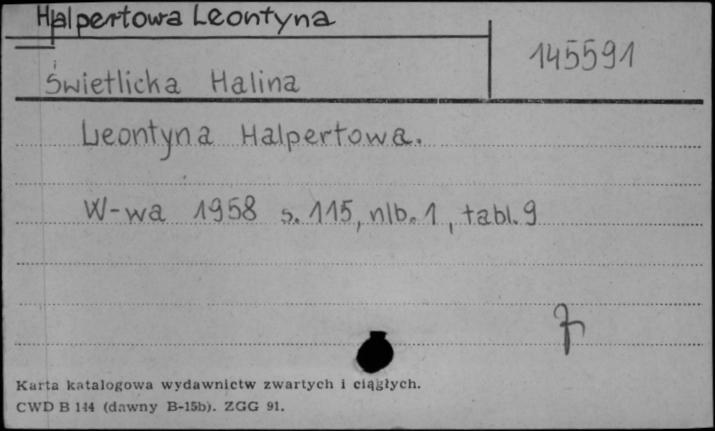 Halpertowa Leontyna
145591
Świetlicka Halina
Leontyna Halpertowa.
W-wa 1958 s. 115, nlb. 1, tabl. 9
Karta katalogowa wydawnictw zwartych i ciągłych.
CWD B 144 (dawny B-15b). ZGG 91.